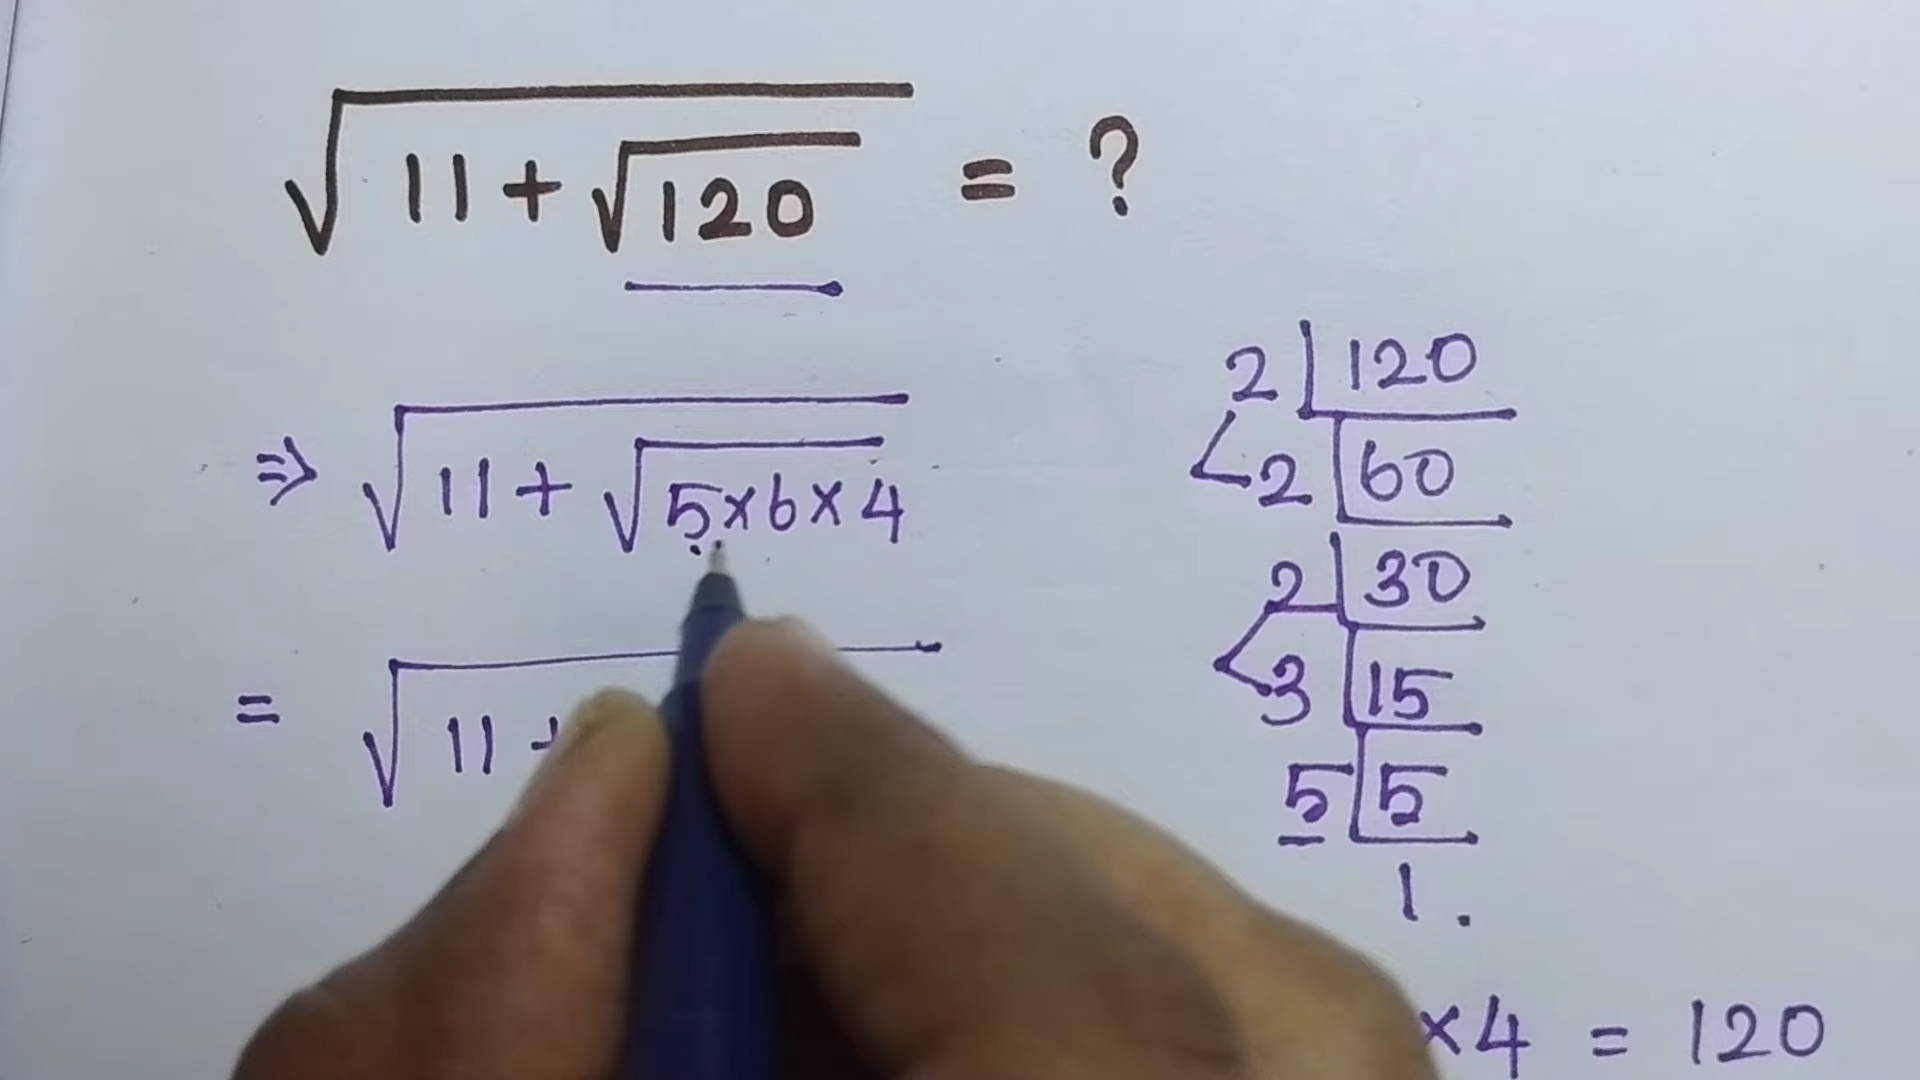 √(11 + √120) = ?
⇒ √(11 + √(5×6×4))
= √(11 +
2 | 120
2 | 60
2 | 30
3 | 15
5 | 5
1 .
×4 = 120